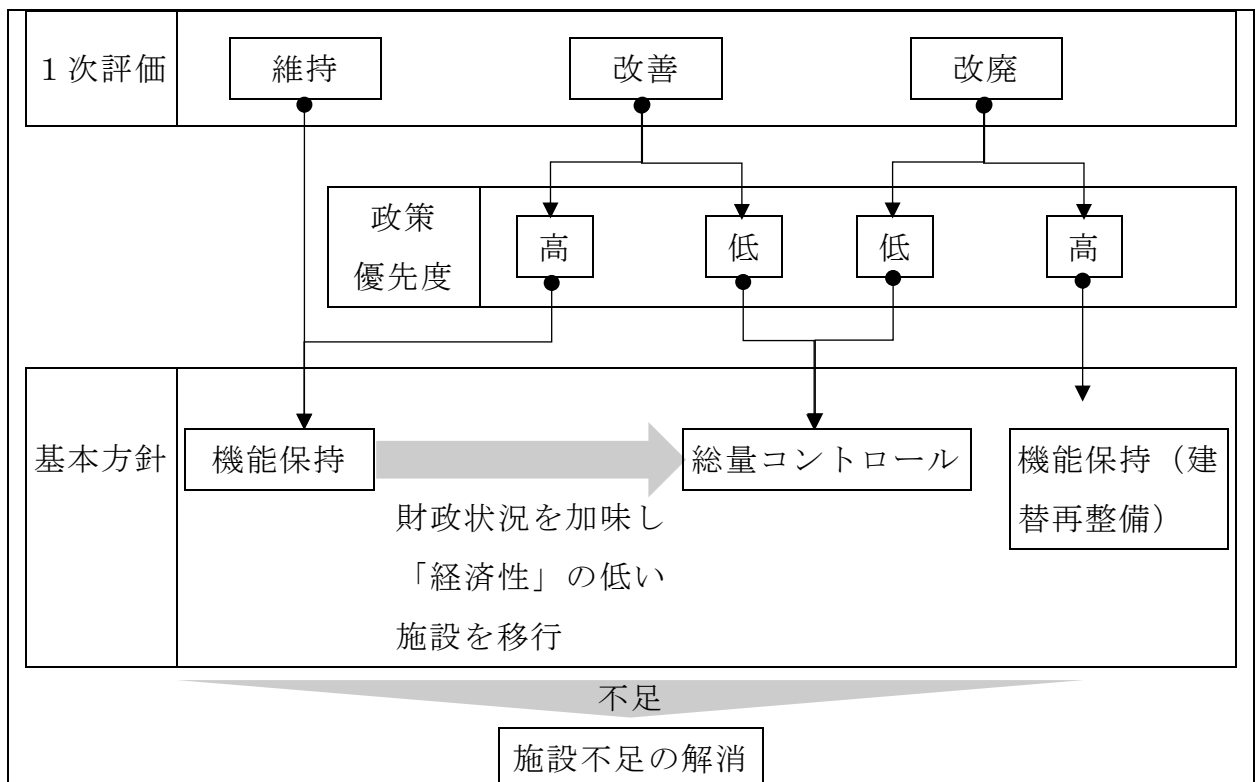 １次評価
維持
改善
改廃
政策
優先度
高
低
低
高
基本方針
機能保持
総量コントロール
機能保持（建
替再整備）
財政状況を加味し
「経済性」の低い
施設を移行
不足
施設不足の解消